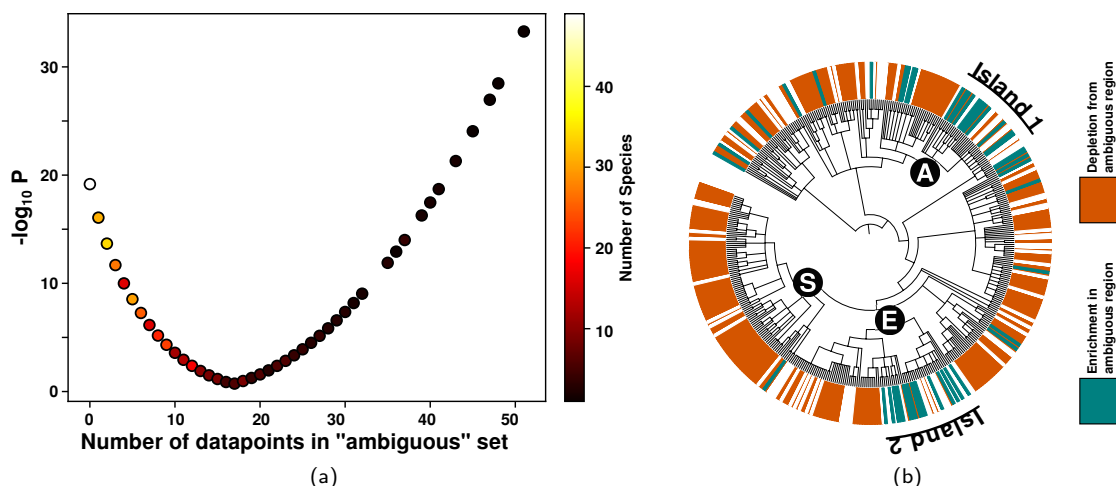 30
20
10
0
-log10 P
0
10
20
30
40
50
Number of datapoints in "ambiguous" set
40
30
20
10
Number of Species
(a)
Island 1
A
S
E
Island 2
Depletion from
ambiguous region
Enrichment in
ambiguous region
(b)